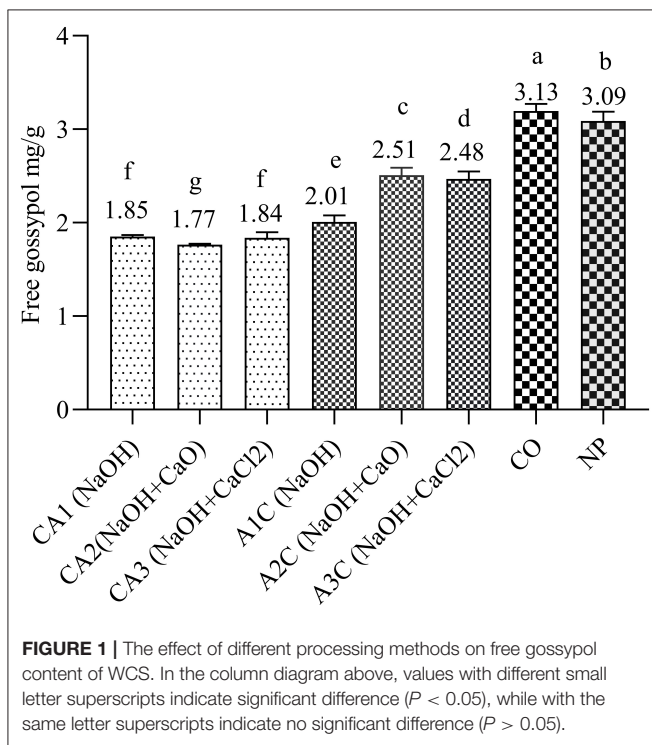 Free gossypol mg/g
4
3
2
1
0
f
1.85
g
1.77
f
1.84
e
2.01
c
2.51
d
2.48
a
3.13
b
3.09
CA1 (NaOH)
CA2(NaOH+CaO)
CA3 (NaOH+CaCl2)
A1C (NaOH)
A2C (NaOH+CaO)
A3C (NaOH+CaCl2)
CO
NP
FIGURE 1 | The effect of different processing methods on free gossypol
content of WCS. In the column diagram above, values with different small
letter superscripts indicate significant difference (P < 0.05), while with the
same letter superscripts indicate no significant difference (P > 0.05).